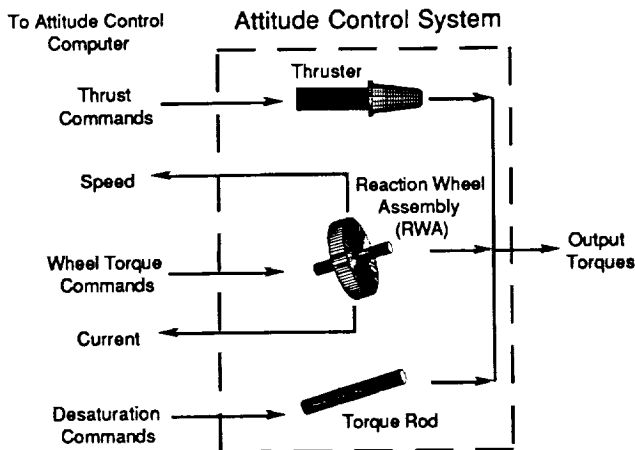 To Attitude Control
Computer
Attitude Control System
Thruster
Thrust
Commands
Speed
Reaction Wheel
Assembly
(RWA)
Output
Torques
Wheel Torque
Commands
Current
Desaturation
Commands
Torque Rod